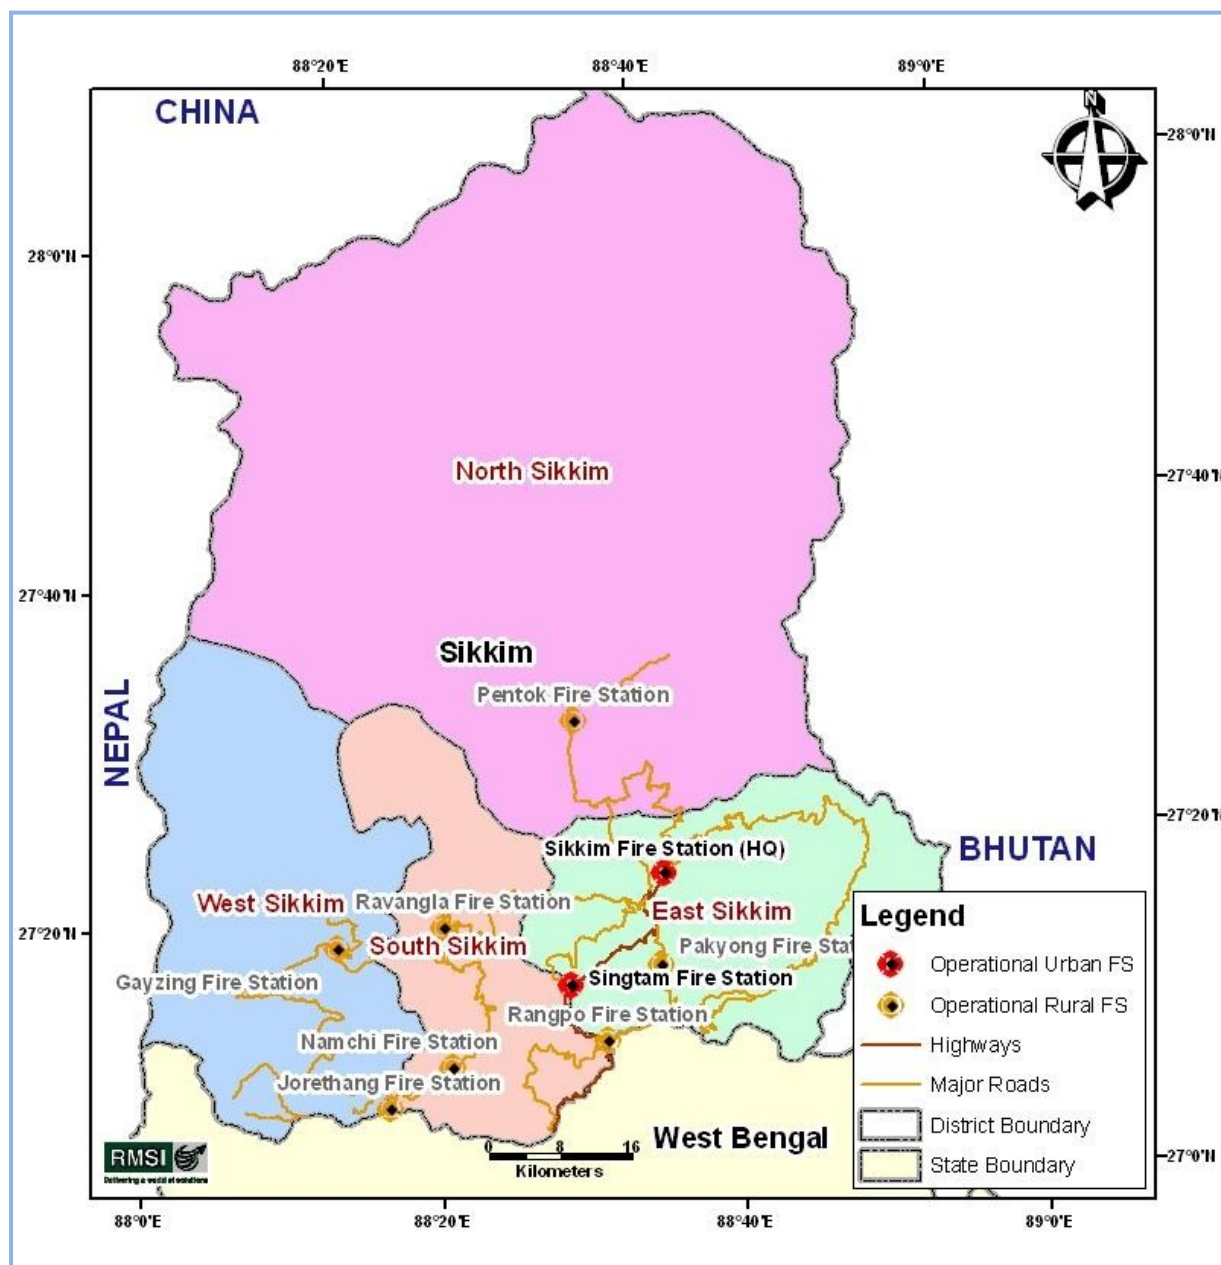 88°20'E 88°40'E 89°0'E
CHINA
N
28°0'N
28°0'N
North Sikkim
27°40'N
27°40'N
Sikkim
Pentok Fire Station
NEPAL
27°20'N
Sikkim Fire Station (HQ)
BHUTAN
West Sikkim
Ravangla Fire Station
East Sikkim
27°20'N
South Sikkim
Pakyong Fire Stat
Gayzing Fire Station
Singtam Fire Station
Rangpo Fire Station
Namchi Fire Station
Jorethang Fire Station
Legend
Operational Urban FS
Operational Rural FS
Highways
Major Roads
District Boundary
State Boundary
West Bengal
0 8 16
Kilometers
RMSI
Delivering a world of solutions
27°0'N
88°0'E 88°20'E 88°40'E 89°0'E